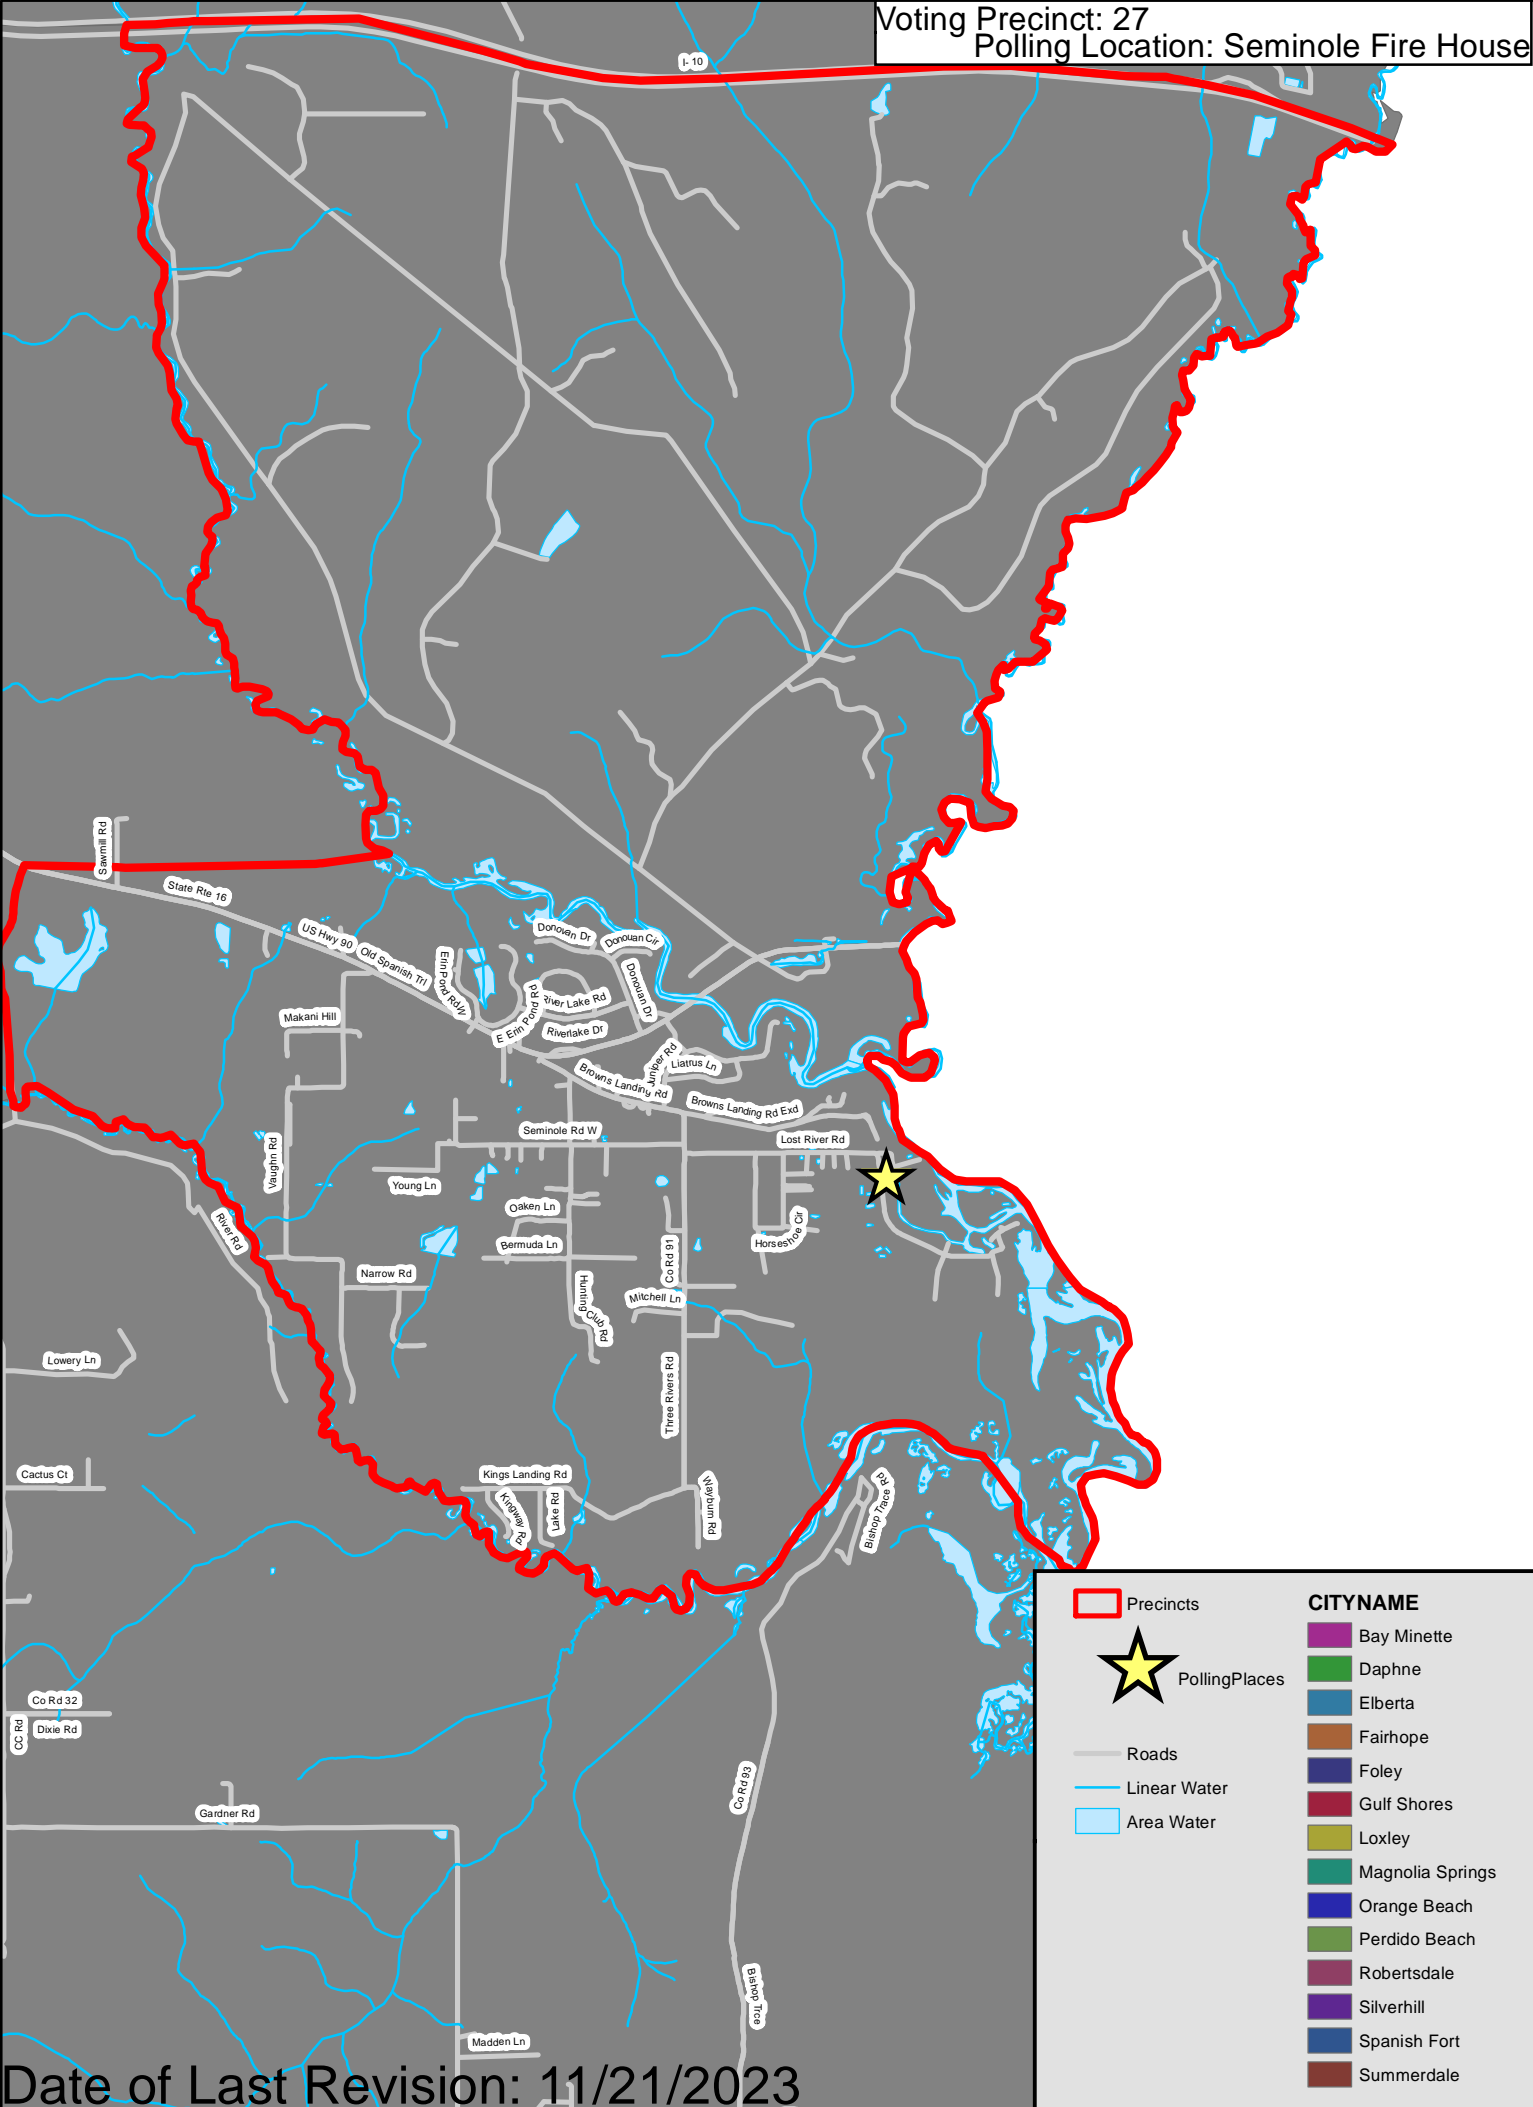 Voting Precinct: 27
Polling Location: Seminole Fire House
I- 10
Sawmill Rd
State Rte 16
US Hwy 90
Old Spanish Trl
Erin Pond Rd W
Donovan Dr
Donouan Cir
Donouan Dr
River Lake Rd
E Erin Pond Rd
Riverlake Dr
Makani Hill
Juniper Rd
Liatrus Ln
Browns Landing Rd
Browns Landing Rd Exd
Seminole Rd W
Lost River Rd
Vaughn Rd
Young Ln
Oaken Ln
Bermuda Ln
Horseshoe Cir
River Rd
Co Rd 91
Narrow Rd
Hunting Club Rd
Mitchell Ln
Lowery Ln
Three Rivers Rd
Cactus Ct
Kings Landing Rd
Kingway Rd
Lake Rd
Wayburn Rd
Bishop Trace Rd
Co Rd 32
CC Rd
Dixie Rd
Co Rd 93
Gardner Rd
Bishop Trce
Madden Ln
Date of Last Revision: 11/21/2023
Precincts
PollingPlaces
Roads
Linear Water
Area Water
CITYNAME
Bay Minette
Daphne
Elberta
Fairhope
Foley
Gulf Shores
Loxley
Magnolia Springs
Orange Beach
Perdido Beach
Robertsdale
Silverhill
Spanish Fort
Summerdale